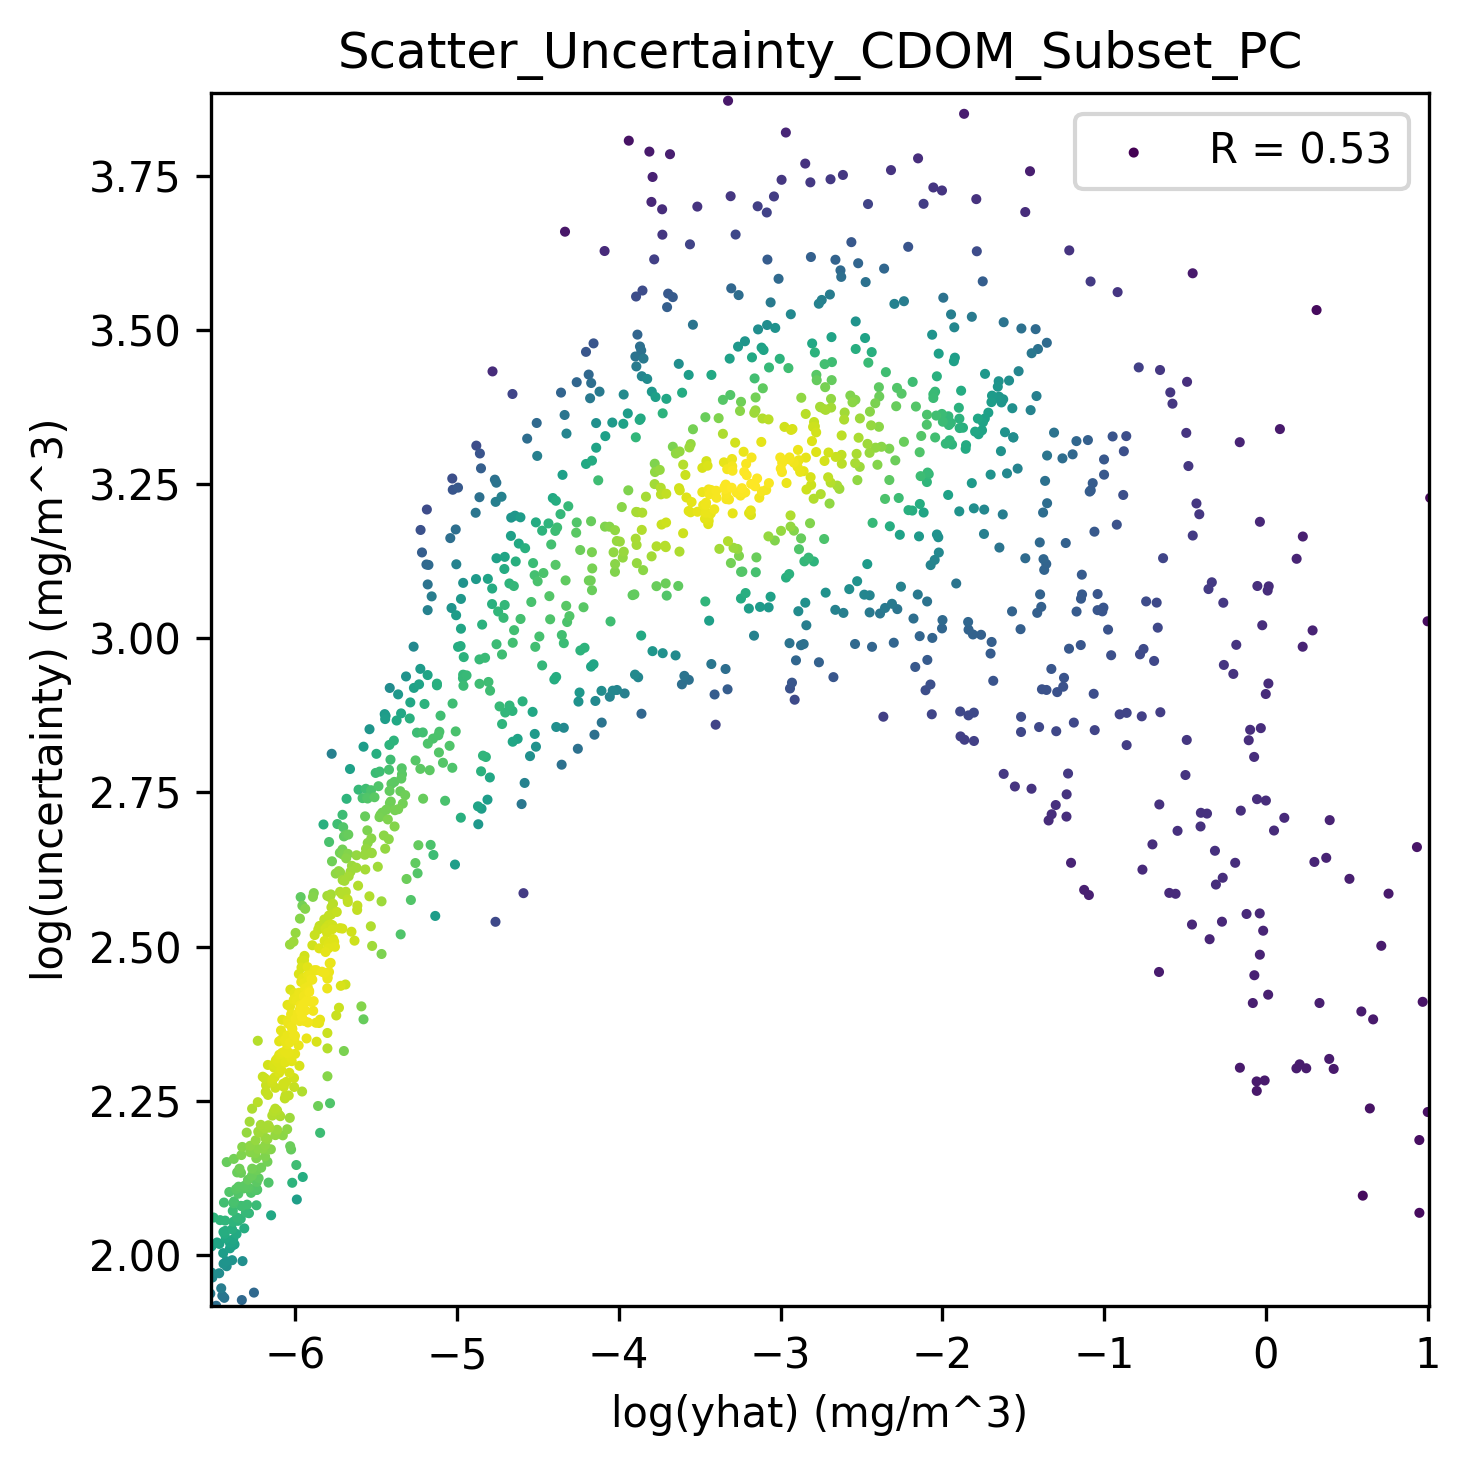 Scatter_Uncertainty_CDOM_Subset_PC
R = 0.53
3.75
3.50
3.25
3.00
2.75
2.50
2.25
2.00
log(uncertainty) (mg/m^3)
−6 −5 −4 −3 −2 −1 0 1
log(yhat) (mg/m^3)